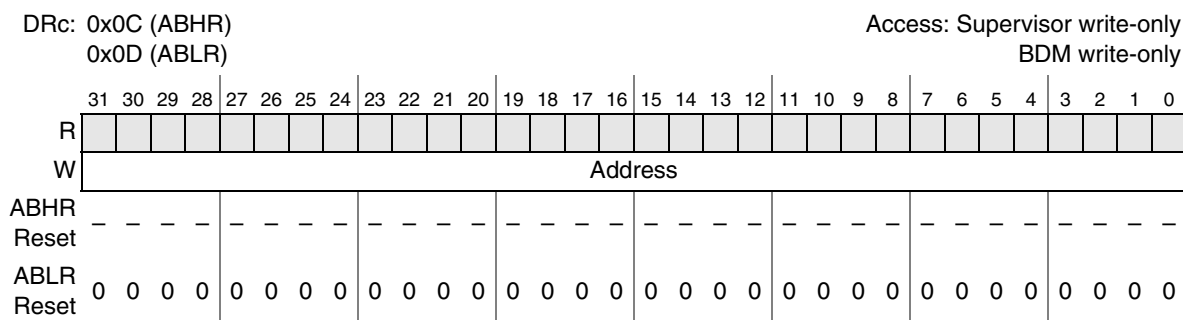 DRc: 0x0C (ABHR) Access: Supervisor write-only
0x0D (ABLR) BDM write-only
31 30 29 28 27 26 25 24 23 22 21 20 19 18 17 16 15 14 13 12 11 10 9 8 7 6 5 4 3 2 1 0
R
W Address
ABHR
Reset – – – – – – – – – – – – – – – – – – – – – – – – – – – – – – – –
ABLR
Reset 0 0 0 0 0 0 0 0 0 0 0 0 0 0 0 0 0 0 0 0 0 0 0 0 0 0 0 0 0 0 0 0